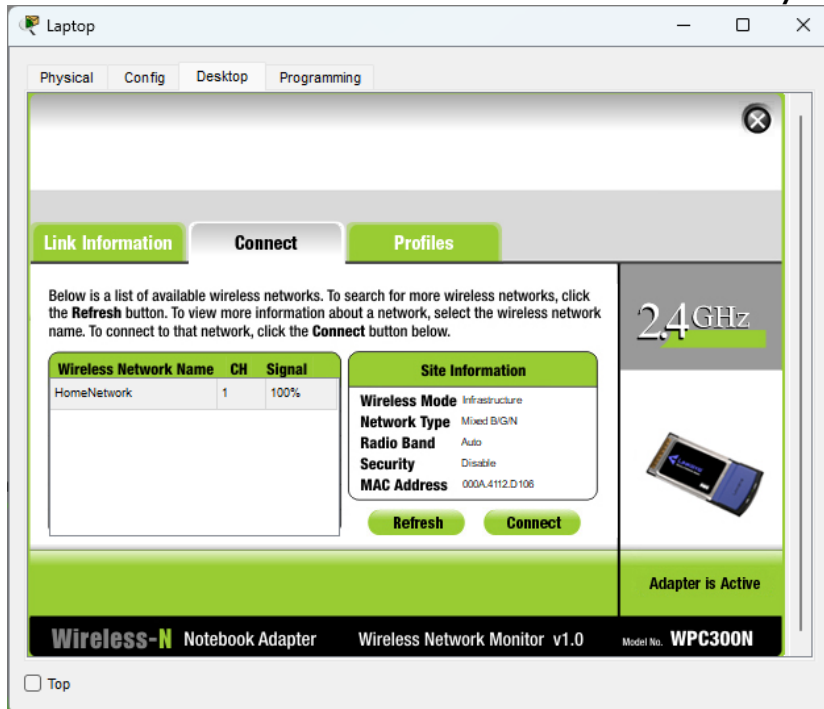 Laptop
Physical Config Desktop Programming
Link Information Connect Profiles
Below is a list of available wireless networks. To search for more wireless networks, click
the Refresh button. To view more information about a network, select the wireless network
name. To connect to that network, click the Connect button below.
2.4GHz
Wireless Network Name CH Signal
HomeNetwork 1 100%
Site Information
Wireless Mode Infrastructure
Network Type Mixed B/G/N
Radio Band Auto
Security Disable
MAC Address 000A.4112.D106
Refresh Connect
Adapter is Active
Wireless-N Notebook Adapter Wireless Network Monitor v1.0 Model No. WPC300N
Top